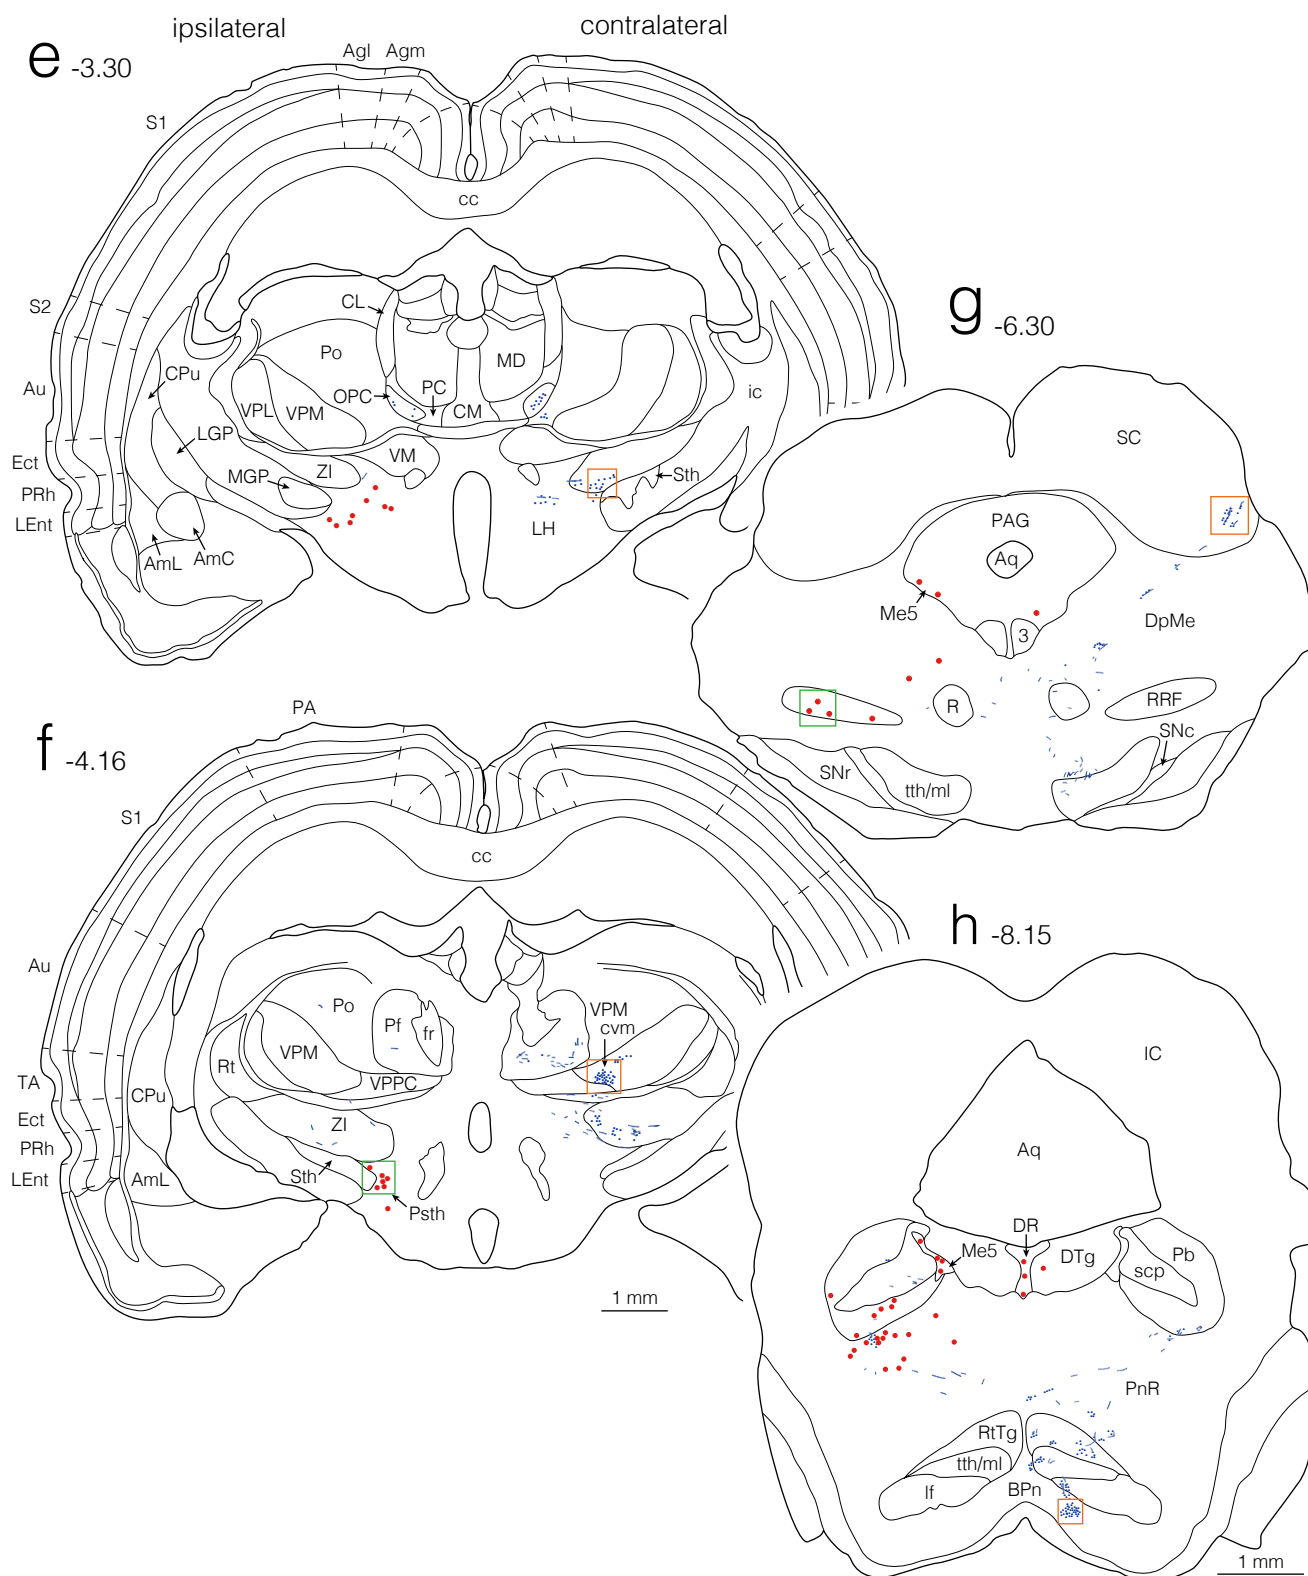 ipsilateral
contralateral
e -3.30
Agl Agm
S1
cc
S2
CL
Po
MD
CPu
OPC
PC
ic
Au
VPL VPM
CM
LGP
VM
Ect
ZI
MGP
Sth
PRh
LEnt
LH
AmL
AmC
g -6.30
SC
PAG
Aq
Me5
3
DpMe
R
RRF
SNc
SNr
tth/ml
PA
f -4.16
S1
cc
Au
VPM
cvm
Po
Pf
fr
VPM
Rt
TA
VPPC
CPu
Ect
ZI
PRh
Sth
LEnt
AmL
Psth
1 mm
h -8.15
IC
Aq
DR
Me5
DTg
Pb
scp
PnR
RtTg
tth/ml
lf
BPn
1 mm